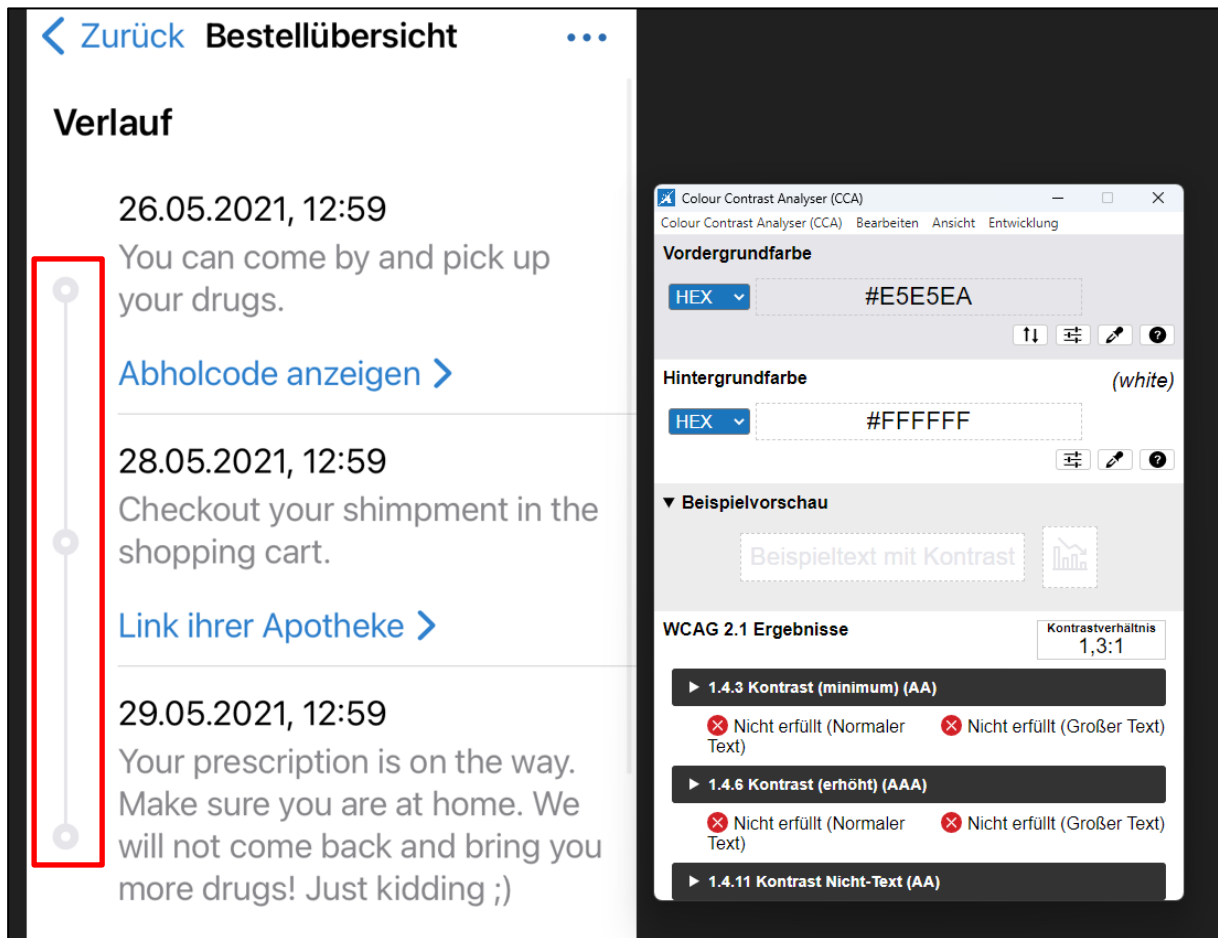 Zurück Bestellübersicht
Verlauf
26.05.2021, 12:59
You can come by and pick up
your drugs.
Abholcode anzeigen
28.05.2021, 12:59
Checkout your shimpment in the
shopping cart.
Link ihrer Apotheke
29.05.2021, 12:59
Your prescription is on the way.
Make sure you are at home. We
will not come back and bring you
more drugs! Just kidding ;)
Colour Contrast Analyser (CCA)
Colour Contrast Analyser (CCA) Bearbeiten Ansicht Entwicklung
Vordergrundfarbe
HEX #E5E5EA
Hintergrundfarbe (white)
HEX #FFFFFF
Beispielvorschau
Beispieltext mit Kontrast
WCAG 2.1 Ergebnisse
Kontrastverhältnis
1,3:1
1.4.3 Kontrast (minimum) (AA)
Nicht erfüllt (Normaler Nicht erfüllt (Großer Text)
Text)
1.4.6 Kontrast (erhöht) (AAA)
Nicht erfüllt (Normaler Nicht erfüllt (Großer Text)
Text)
1.4.11 Kontrast Nicht-Text (AA)